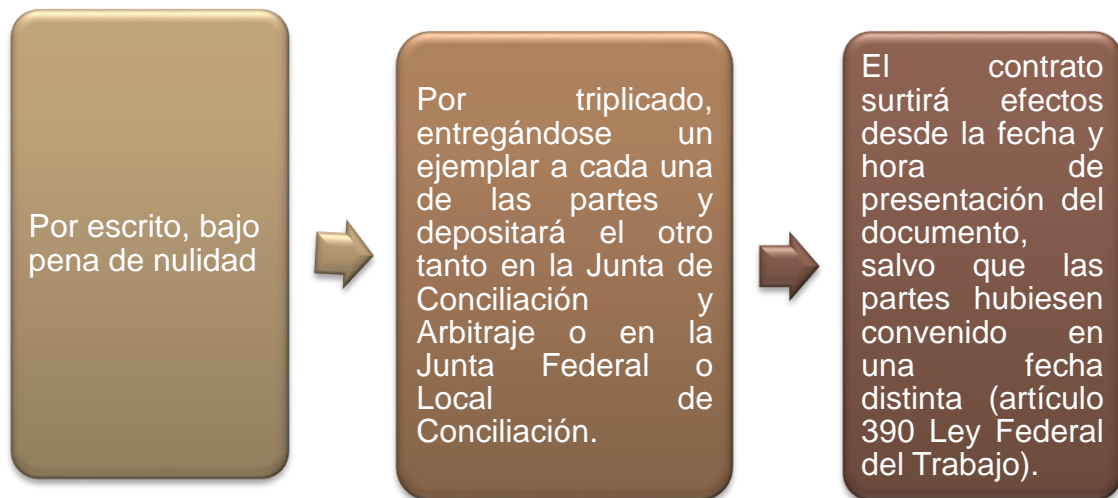 Por escrito, bajo
pena de nulidad
Por triplicado,
entregándose un
ejemplar a cada una
de las partes y
depositará el otro
tanto en la Junta de
Conciliación y
Arbitraje o en la
Junta Federal o
Local de
Conciliación.
El contrato
surtirá efectos
desde la fecha y
hora de
presentación del
documento,
salvo que las
partes hubiesen
convenido en
una fecha
distinta (artículo
390 Ley Federal
del Trabajo).